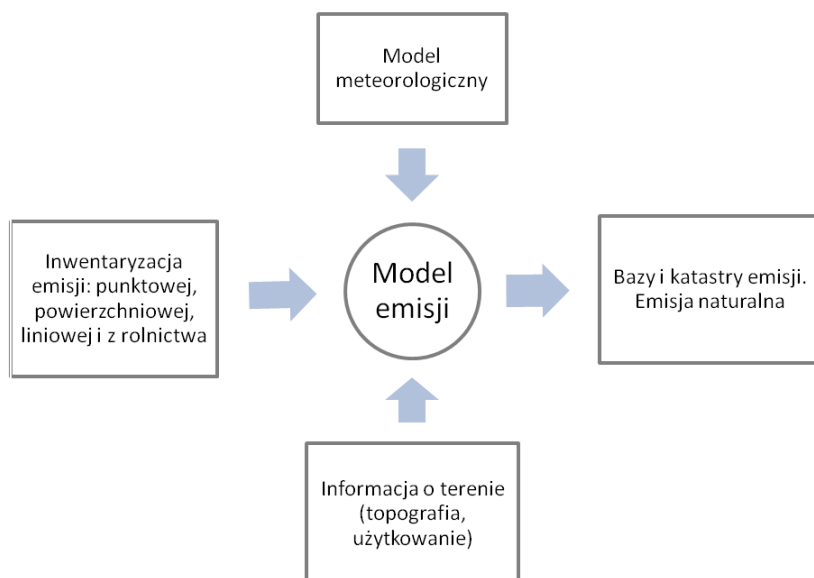 Model
meteorologiczny
Inwentaryzacja
emisji: punktowej,
powierzchniowej,
liniowej i z rolnictwa
Model
emisji
Bazy i katastry emisji.
Emisja naturalna
Informacja o terenie
(topografia,
użytkowanie)